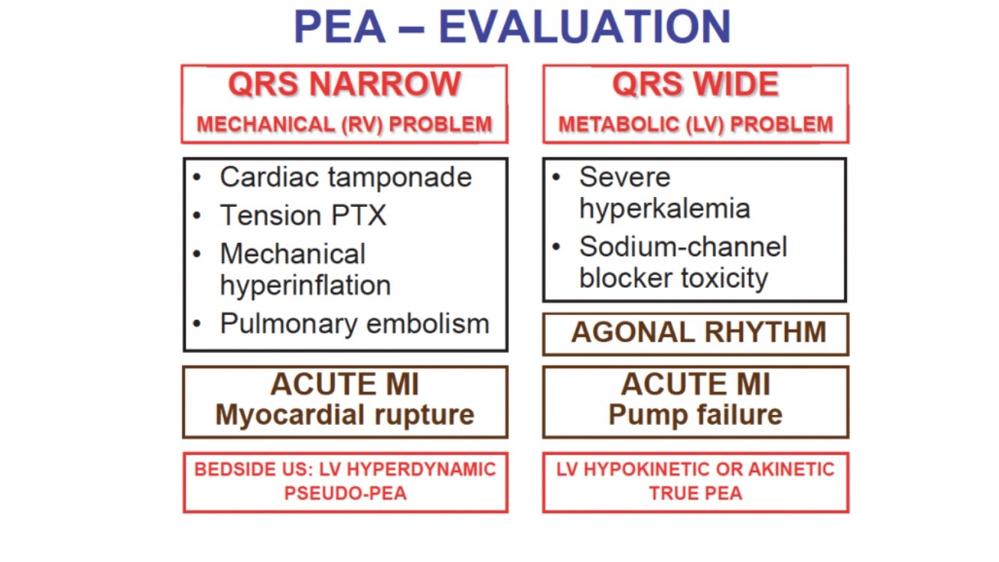 PEA – EVALUATION
QRS NARROW
MECHANICAL (RV) PROBLEM
• Cardiac tamponade
• Tension PTX
• Mechanical
hyperinflation
• Pulmonary embolism
ACUTE MI
Myocardial rupture
BEDSIDE US: LV HYPERDYNAMIC
PSEUDO-PEA
QRS WIDE
METABOLIC (LV) PROBLEM
• Severe
hyperkalemia
• Sodium-channel
blocker toxicity
AGONAL RHYTHM
ACUTE MI
Pump failure
LV HYPOKINETIC OR AKINETIC
TRUE PEA